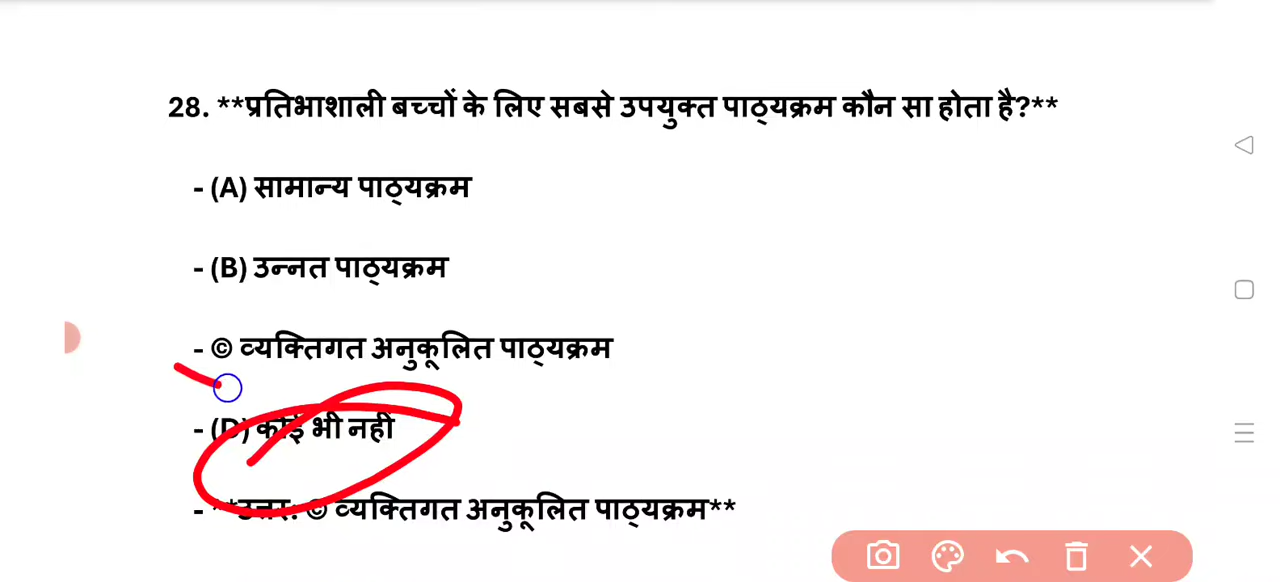 28. **प्रतिभाशाली बच्चों के लिए सबसे उपयुक्त पाठ्यक्रम कौन सा होता है?**
- (A) सामान्य पाठ्यक्रम
- (B) उन्नत पाठ्यक्रम
- © व्यक्तिगत अनुकूलित पाठ्यक्रम
- (D) कोई भी नहीं
- **उत्तर: © व्यक्तिगत अनुकूलित पाठ्यक्रम**